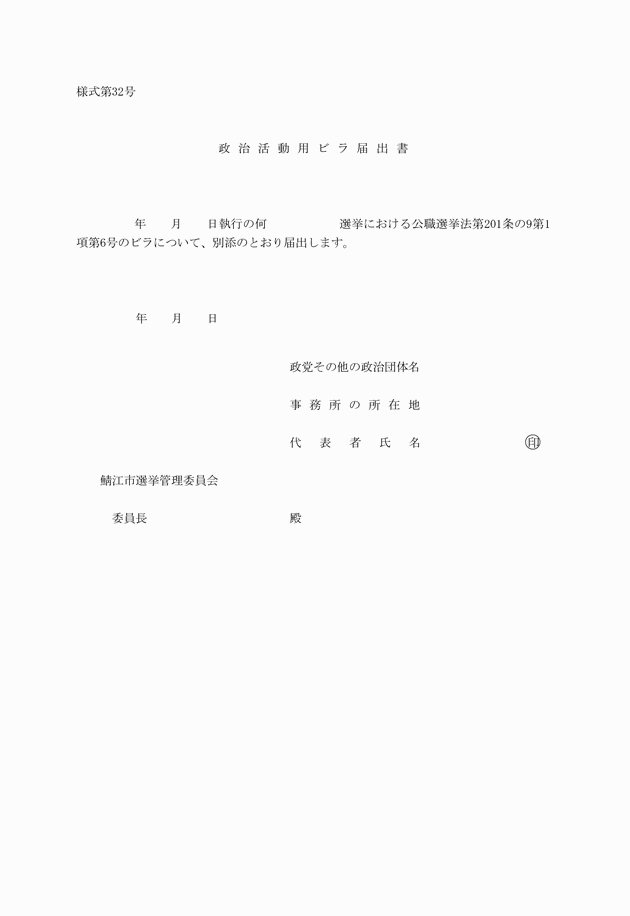 様式第32号
政治活動用ビラ届出書
年　　月　　日執行の何　　　　　　選挙における公職選挙法第201条の9第1
項第6号のビラについて、別添のとおり届出します。
年　　月　　日
政党その他の政治団体名
事務所の所在地
代表者氏名　　　　　　㊞
鯖江市選挙管理委員会
委員長　　　　　　　　　　　　殿